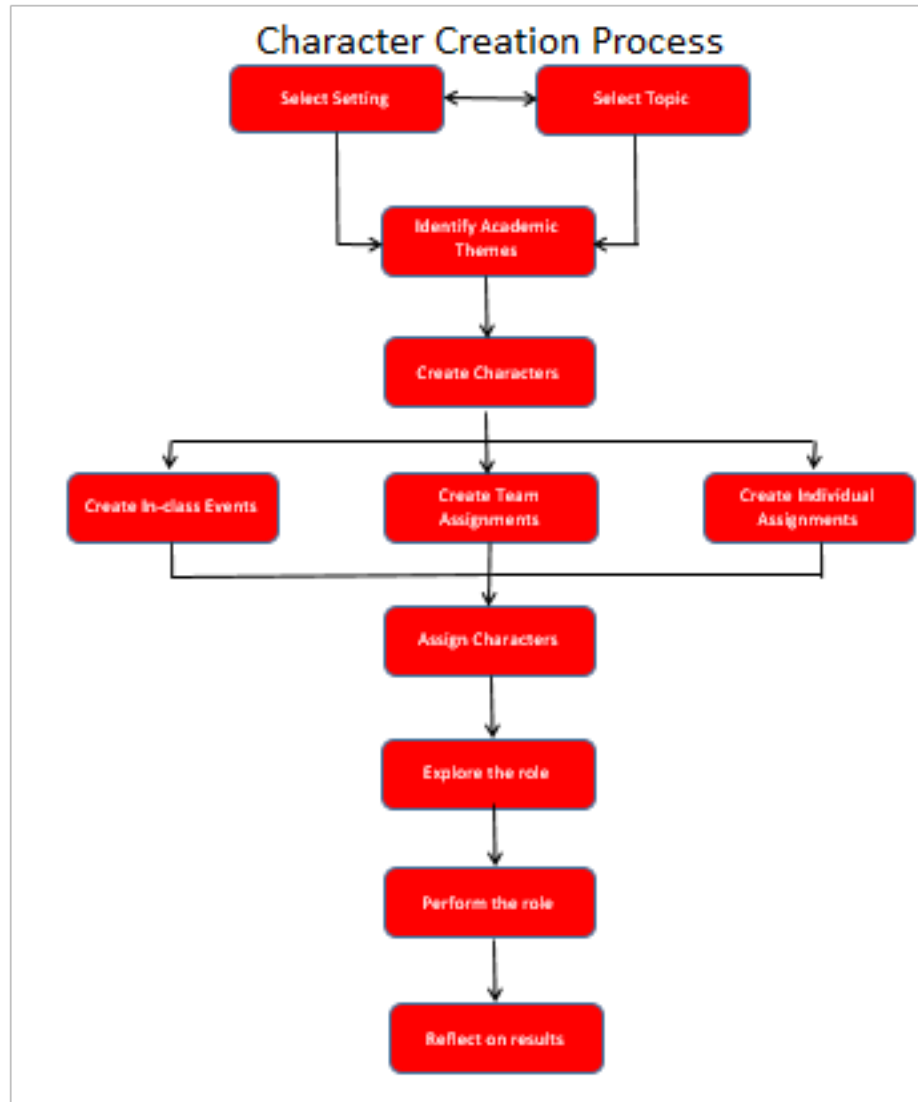 Character Creation Process
Select Setting
Select Topic
Identify Academic
Themes
Create Characters
Create In-class Events
Create Team
Assignments
Create Individual
Assignments
Assign Characters
Explore the role
Perform the role
Reflect on results